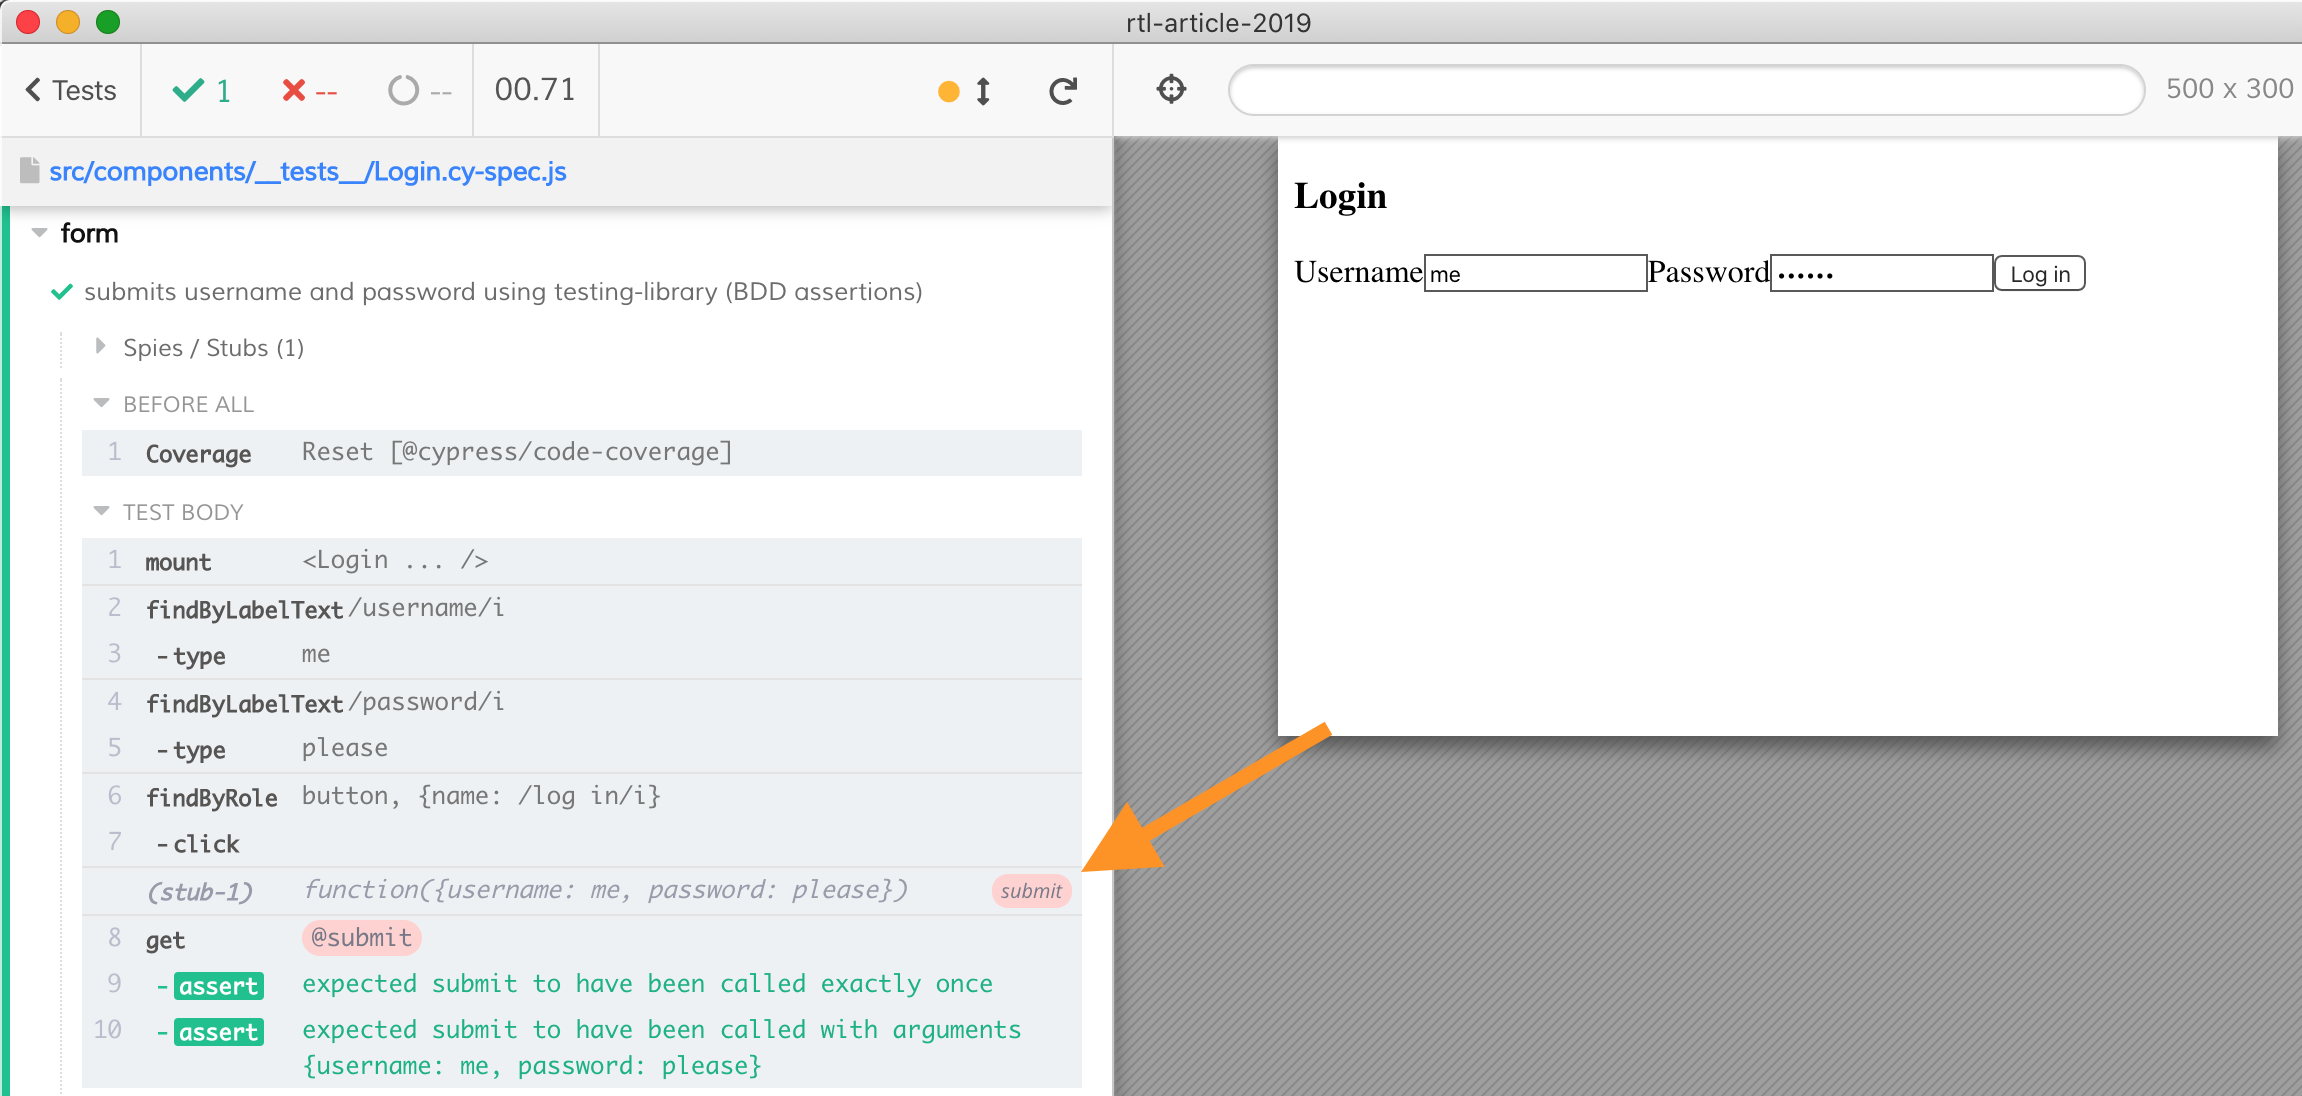 rtl-article-2019
Tests 1 -- -- 00.71 500 x 300
src/components/__tests__/Login.cy-spec.js
form
submits username and password using testing-library (BDD assertions)
Spies / Stubs (1)
BEFORE ALL
1 Coverage Reset [@cypress/code-coverage]
TEST BODY
1 mount <Login ... />
2 findByLabelText /username/i
3 -type me
4 findByLabelText /password/i
5 -type please
6 findByRole button, {name: /log in/i}
7 -click
(stub-1) function({username: me, password: please}) submit
8 get @submit
9 -assert expected submit to have been called exactly once
10 -assert expected submit to have been called with arguments
{username: me, password: please}
Login
Username me Password •••••• Log in